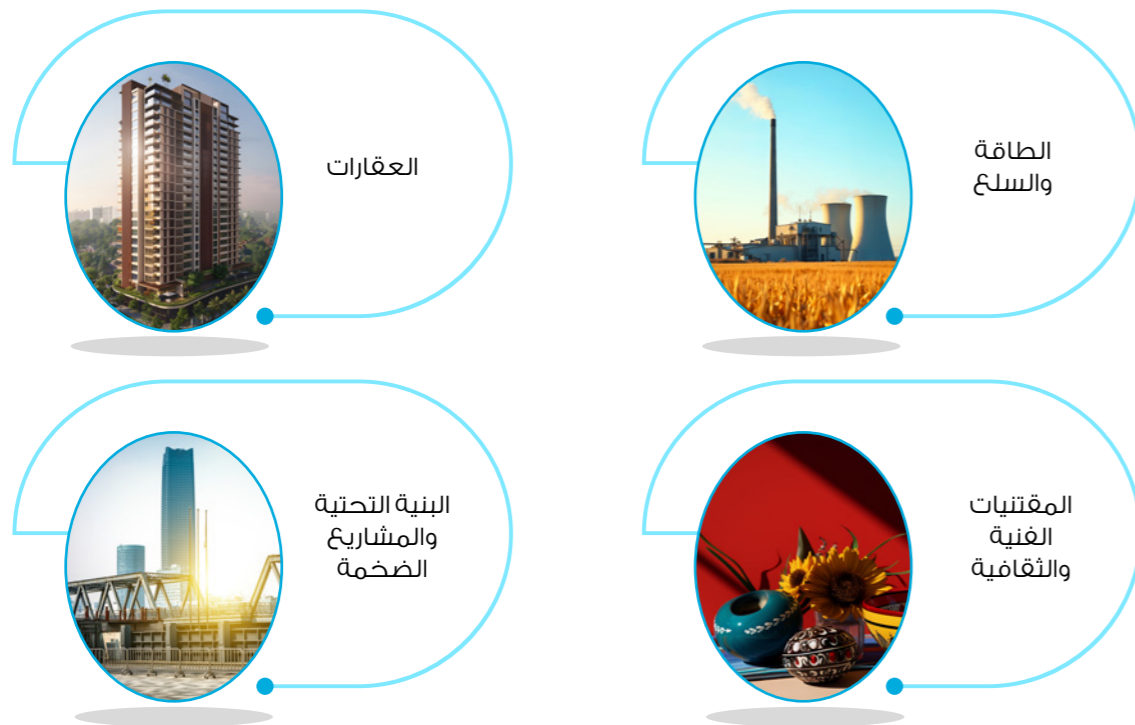 الطاقة
والسلع
العقارات
المقتنيات
الفنية
والثقافية
البنية التحتية
والمشاريع
الضخمة